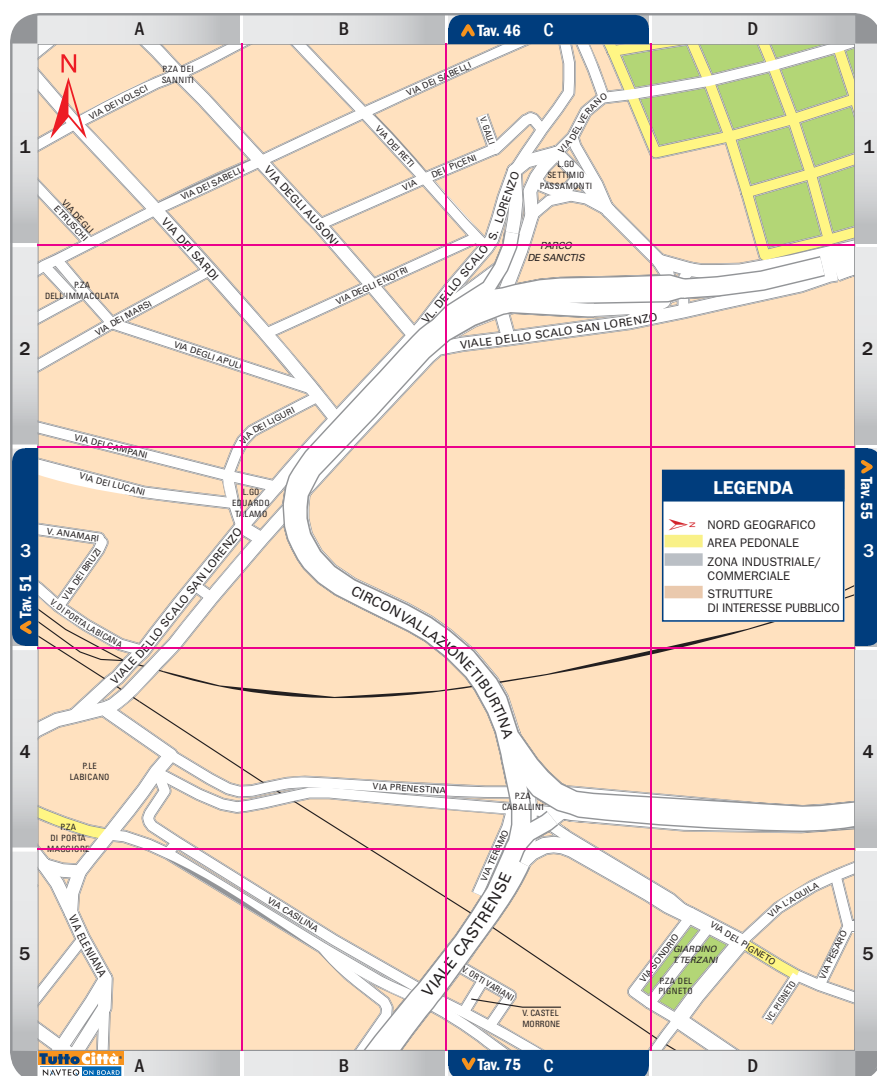 A
B
Tav. 46
C
D
1
1
2
2
3
3
4
4
5
5
Tav. 51
Tav. 55
N
P.ZA DEI
SANNITI
VIA DEI VOLSCI
VIA DEI SABELLI
VIA DEI SABELLI
VIA DEI RETI
V. GALLI
VIA DEL VERANO
VIA DEI PICENI
L.GO
SETTIMIO
PASSAMONTI
VIA DEGLI
ETRUSCHI
VIA DEI SARDI
VIA DEGLI AUSONI
VL. DELLO SCALO S. LORENZO
PARCO
DE SANCTIS
P.ZA
DELL'IMMACOLATA
VIA DEGLI ENOTRI
VIA DEI MARSI
VIA DEGLI APULI
VIALE DELLO SCALO SAN LORENZO
VIA DEI LIGURI
VIA DEI CAMPANI
VIA DEI LUCANI
L.GO
EDUARDO
TALAMO
V. ANAMARI
VIA DEI BRUZI
V. DI PORTA LABICANA
VIALE DELLO SCALO SAN LORENZO
CIRCONVALLAZIONE TIBURTINA
LEGENDA
Z
NORD GEOGRAFICO
AREA PEDONALE
ZONA INDUSTRIALE/
COMMERCIALE
STRUTTURE
DI INTERESSE PUBBLICO
P.LE
LABICANO
VIA PRENESTINA
P.ZA
CABALLINI
P.ZA
DI PORTA
MAGGIORE
VIA TERAMO
VIA CASILINA
VIALE CASTRENSE
VIA ELENIANA
V. ORTI VARIANI
V. CASTEL
MORRONE
VIA SONDRIO
GIARDINO
T. TERZANI
P.ZA DEL
PIGNETO
VIA DEL PIGNETO
VIA L'AQUILA
VIA PESARO
VC. PIGNETO
Tutto Città
NAVTEQ ON BOARD
A
B
Tav. 75
C
D